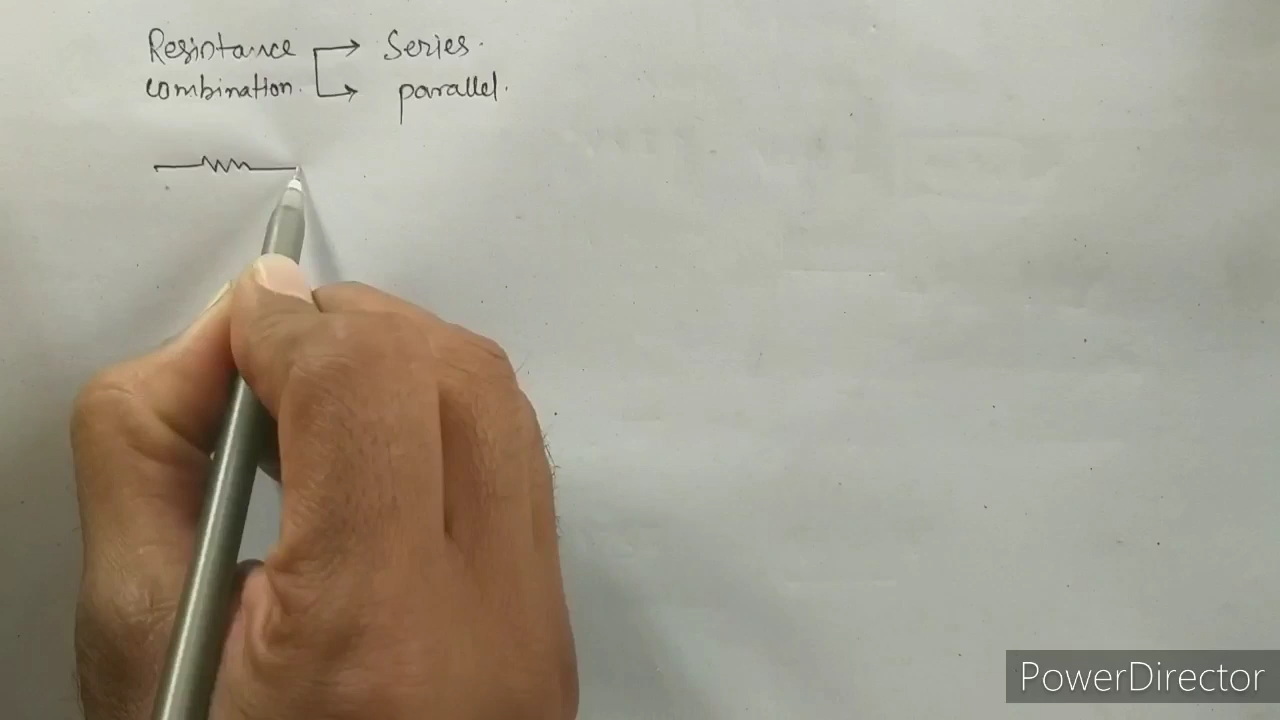 Resistance → Series.
combination. → parallel.
PowerDirector